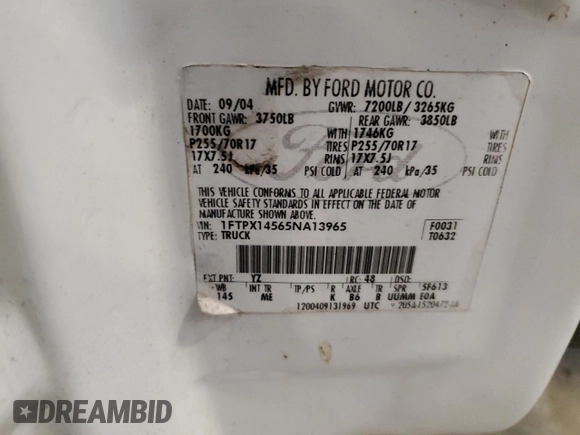 MFD. BY FORD MOTOR CO.
DATE: 09/04 GVWR: 7200LB / 3265KG
FRONT GAWR: 3750LB REAR GAWR: 3850LB
1700KG WITH 1746KG WITH
P255/70R17 TIRES P255/70R17 TIRES
17X7.5J RIMS 17X7.5J RIMS
AT 240 kPa/35 PSI COLD AT 240 kPa/35 PSI COLD
THIS VEHICLE CONFORMS TO ALL APPLICABLE FEDERAL MOTOR
VEHICLE SAFETY STANDARDS IN EFFECT ON THE DATE OF
MANUFACTURE SHOWN ABOVE.
VIN: 1FTPX14565NA13965 F0031
TYPE: TRUCK T0632
EXT PNT: YZ RC: 48 DSO:
WB INT TR TP/PS R AXLE TR SPR 5F613
145 ME K B6 B UUMM E0A
1200409131969 UTC
Ford
DREAMBID